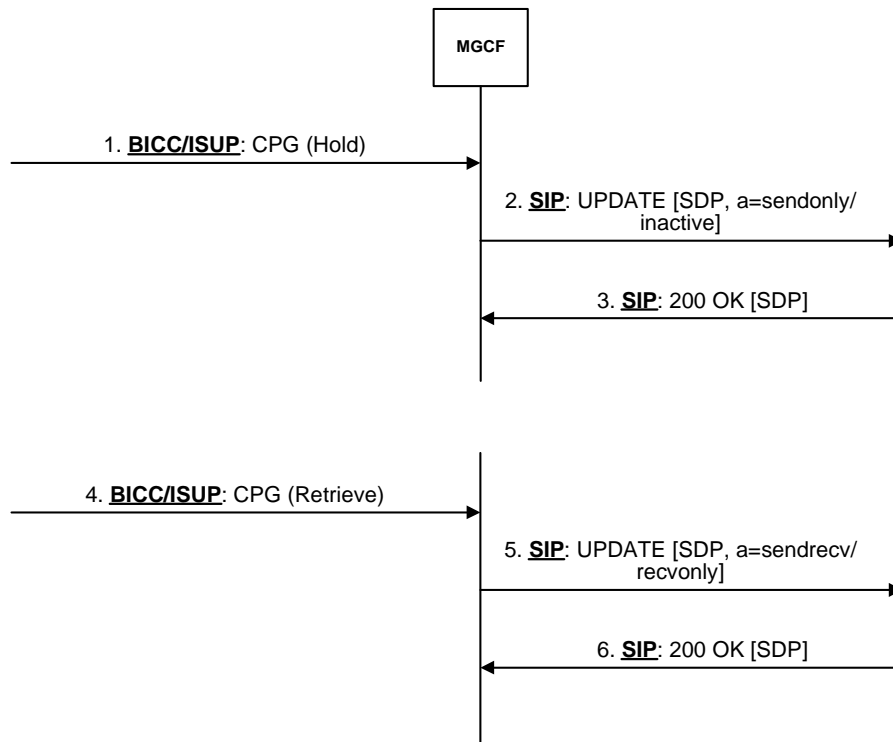 MGCF
1. BICC/ISUP: CPG (Hold)
2. SIP: UPDATE [SDP, a=sendonly/
inactive]
3. SIP: 200 OK [SDP]
4. BICC/ISUP: CPG (Retrieve)
5. SIP: UPDATE [SDP, a=sendrecv/
recvonly]
6. SIP: 200 OK [SDP]